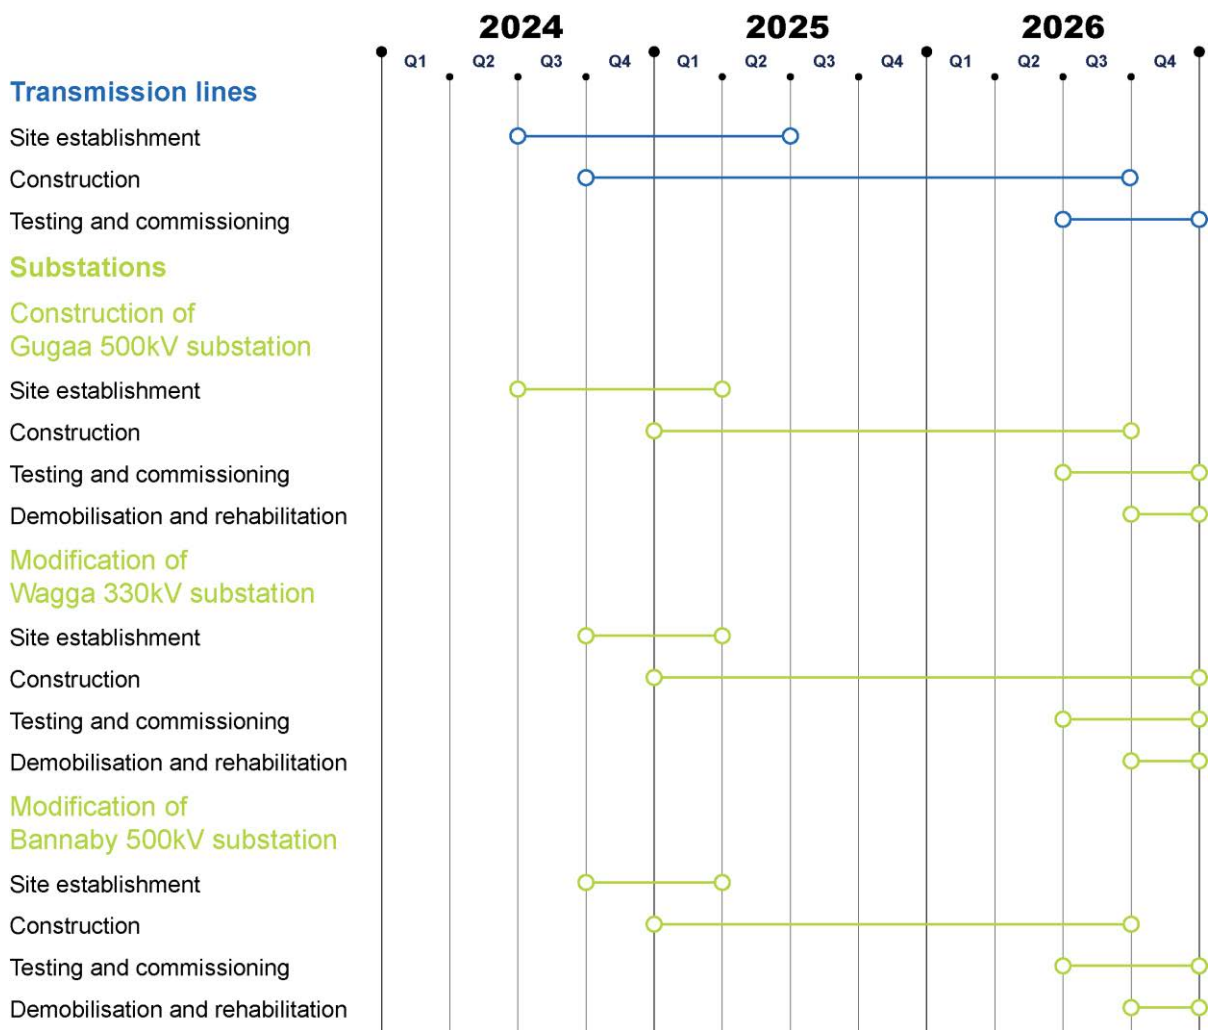 2024 2025 2026
Q1 Q2 Q3 Q4 Q1 Q2 Q3 Q4 Q1 Q2 Q3 Q4
Transmission lines
Site establishment
Construction
Testing and commissioning
Substations
Construction of
Gugaa 500kV substation
Site establishment
Construction
Testing and commissioning
Demobilisation and rehabilitation
Modification of
Wagga 330kV substation
Site establishment
Construction
Testing and commissioning
Demobilisation and rehabilitation
Modification of
Bannaby 500kV substation
Site establishment
Construction
Testing and commissioning
Demobilisation and rehabilitation